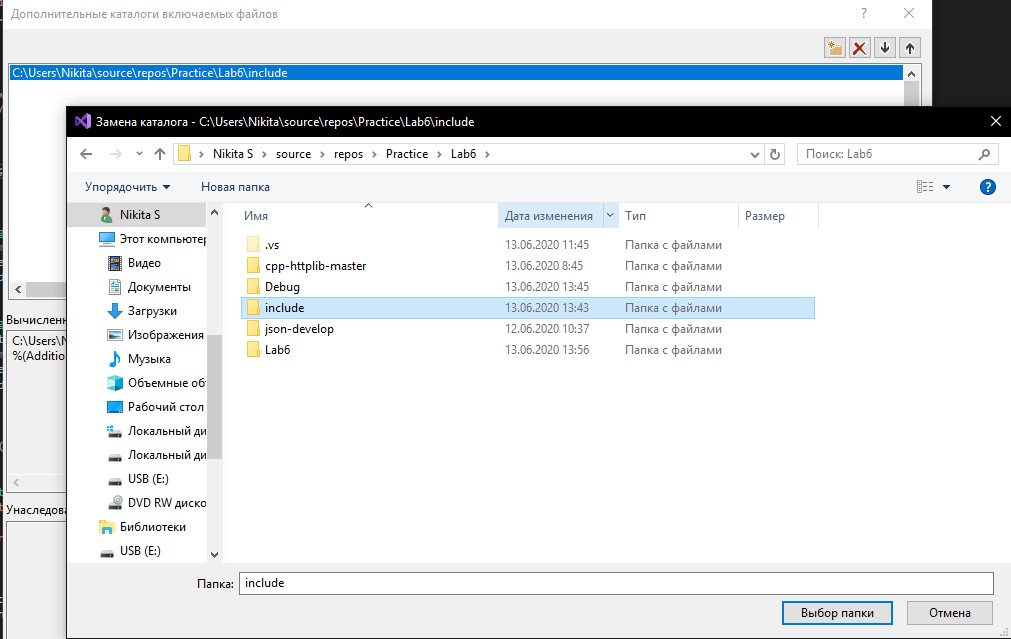 Дополнительные каталоги включаемых файлов
C:\Users\Nikita\source\repos\Practice\Lab6\include
Замена каталога - C:\Users\Nikita\source\repos\Practice\Lab6\include
Nikita S > source > repos > Practice > Lab6 >
Поиск: Lab6
Упорядочить
Новая папка
Имя
Дата изменения
Тип
Размер
Nikita S
Этот компьютер
Видео
Документы
Загрузки
Изображения
Музыка
Объемные об
Рабочий стол
Локальный ди
Локальный ди
USB (E:)
DVD RW диско
Библиотеки
USB (E:)
.vs 13.06.2020 11:45 Папка с файлами
cpp-httplib-master 13.06.2020 8:45 Папка с файлами
Debug 13.06.2020 13:45 Папка с файлами
include 13.06.2020 13:43 Папка с файлами
json-develop 12.06.2020 10:37 Папка с файлами
Lab6 13.06.2020 13:56 Папка с файлами
Вычислен
C:\Users\N
%(Additio
Унаследова
Папка: include
Выбор папки
Отмена